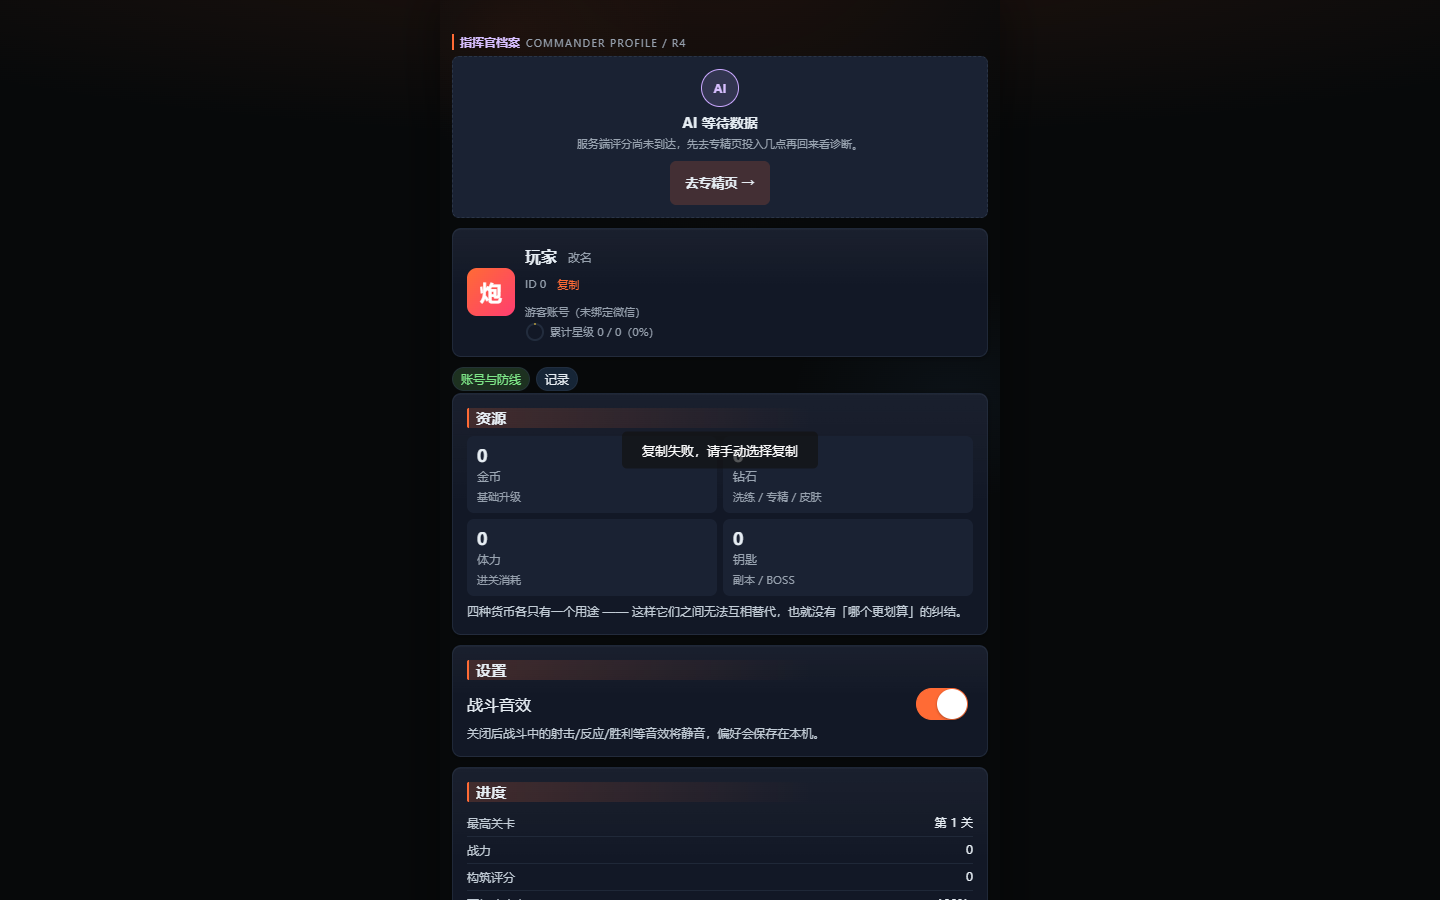 指挥官档案 COMMANDER PROFILE / R4
AI
AI 等待数据
服务端评分尚未到达，先去专精页投入几点再回来看诊断。
去专精页 →
炮
玩家 改名
ID 0 复制
游客账号（未绑定微信）
累计星级 0 / 0（0%）
账号与防线 记录
资源
复制失败，请手动选择复制
0
金币
基础升级
钻石
洗练 / 专精 / 皮肤
0
体力
进关消耗
0
钥匙
副本 / BOSS
四种货币各只有一个用途 —— 这样它们之间无法互相替代，也就没有「哪个更划算」的纠结。
设置
战斗音效
关闭后战斗中的射击/反应/胜利等音效将静音，偏好会保存在本机。
进度
最高关卡 第 1 关
战力 0
构筑评分 0